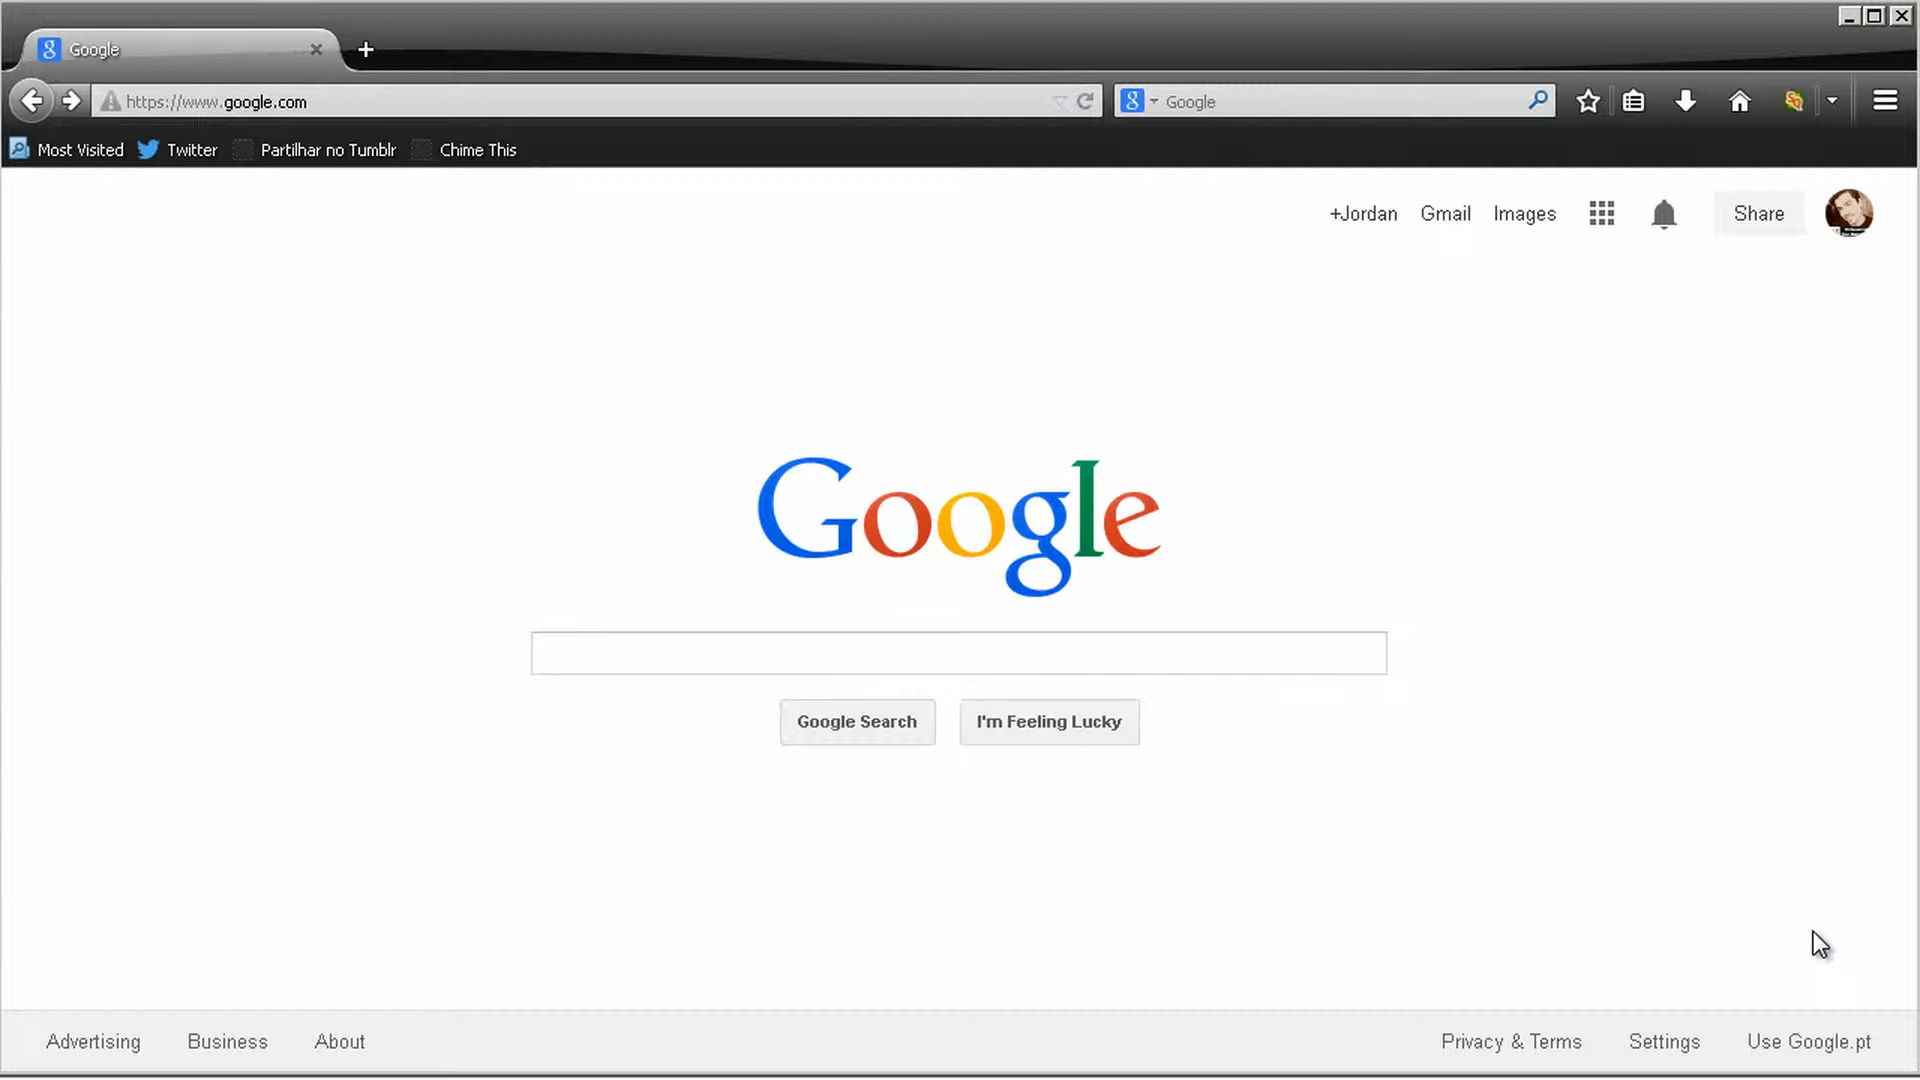 Google
https://www.google.com
Google
Most Visited Twitter Partilhar no Tumblr Chime This
+Jordan Gmail Images Share
Google
Google Search I'm Feeling Lucky
Advertising Business About Privacy & Terms Settings Use Google.pt